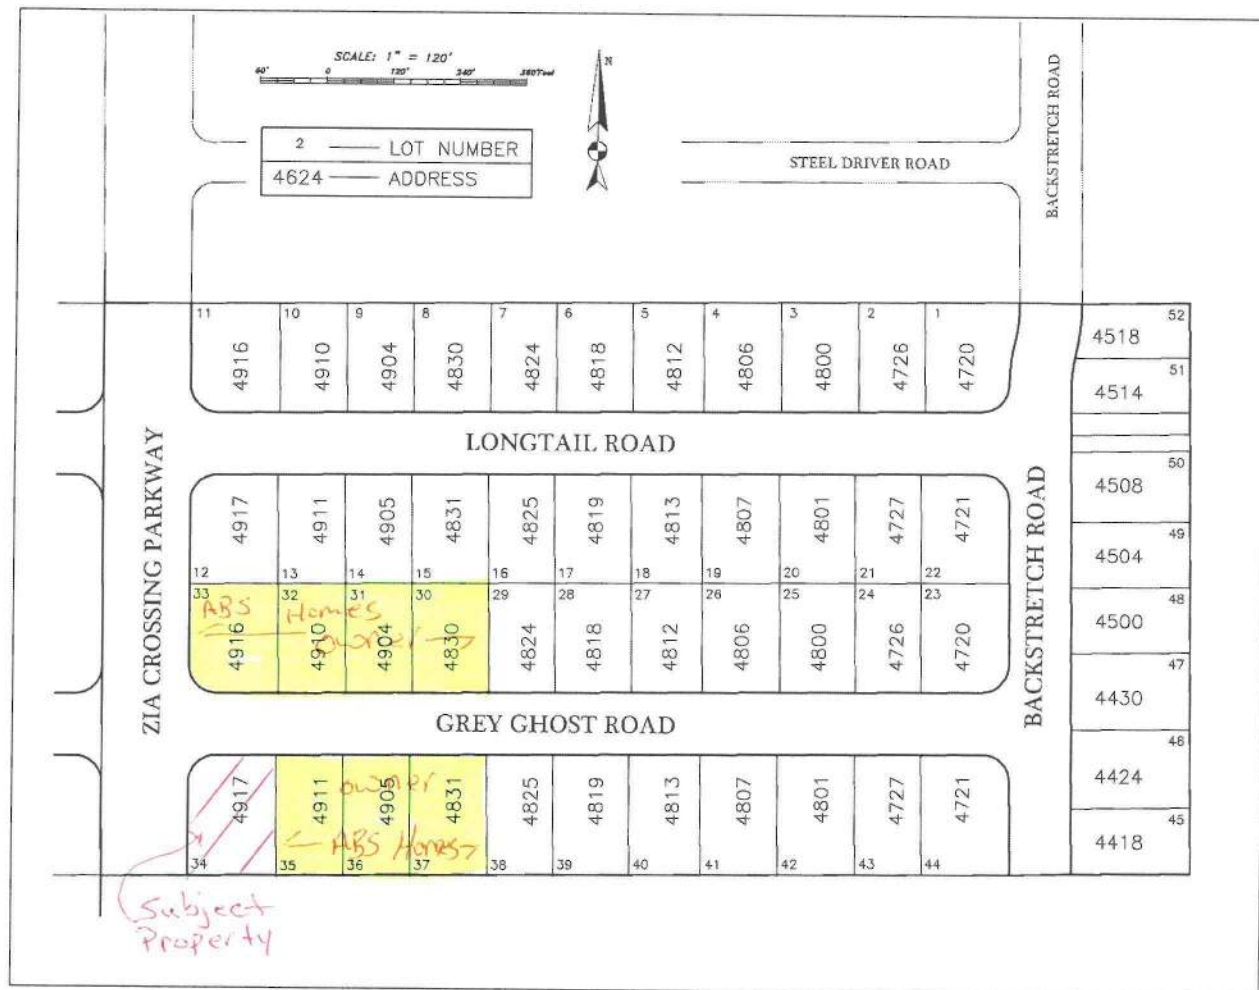 SCALE: 1" = 120'
60' 0 120' 240' 360'Feet
N
2 LOT NUMBER
4624 ADDRESS
STEEL DRIVER ROAD
BACKSTRETCH ROAD
11 10 9 8 7 6 5 4 3 2 1
4916 4910 4904 4830 4824 4818 4812 4806 4800 4726 4720
52
4518
51
4514
LONGTAIL ROAD
50
4508
49
4504
48
4500
47
4430
46
4424
45
4418
ZIA CROSSING PARKWAY
BACKSTRETCH ROAD
4917 4911 4905 4831 4825 4819 4813 4807 4801 4727 4721
12 13 14 15 16 17 18 19 20 21 22
33 32 31 30 29 28 27 26 25 24 23
ABS Homes
owner
4916 4910 4904 4830 4824 4818 4812 4806 4800 4726 4720
GREY GHOST ROAD
4917 4911 4905 4831 4825 4819 4813 4807 4801 4727 4721
owner
ABS Homes
34 35 36 37 38 39 40 41 42 43 44
Subject
Property